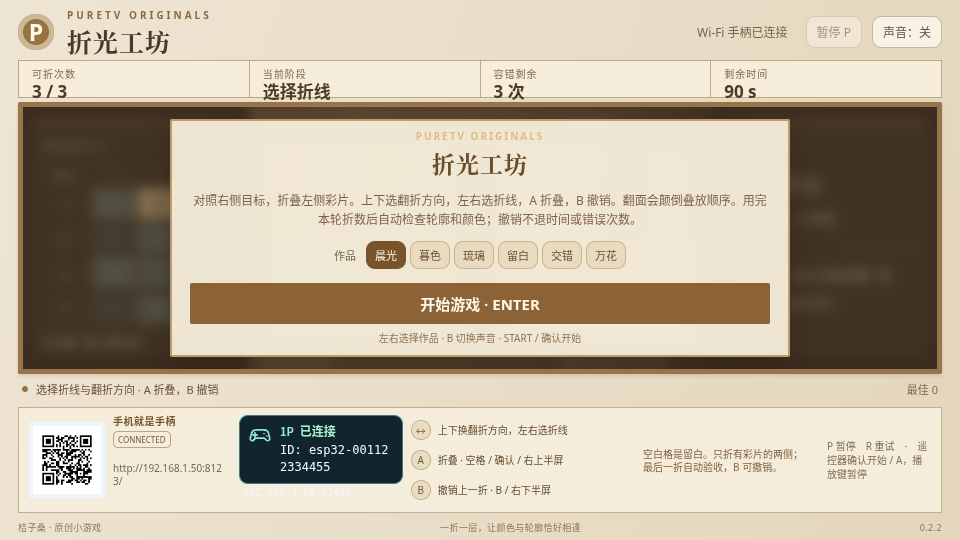 P
PURETV ORIGINALS
折光工坊
Wi-Fi 手柄已连接
暂停 P
声音：关
可折次数
3 / 3
当前阶段
选择折线
容错剩余
3 次
剩余时间
90 s
PURETV ORIGINALS
折光工坊
对照右侧目标，折叠左侧彩片。上下选翻折方向，左右选折线，A 折叠，B 撤销。翻面会颠倒叠放顺序。用完
本轮折数后自动检查轮廓和颜色；撤销不退时间或错误次数。
作品
晨光
暮色
琉璃
留白
交错
万花
开始游戏 · ENTER
左右选择作品 · B 切换声音 · START / 确认开始
选择折线与翻折方向 · A 折叠，B 撤销
最佳 0
手机就是手柄
CONNECTED
http://192.168.1.50:812
3/
1P 已连接
ID: esp32-00112
2334455
192.168.1.50:63485
↔ 上下换翻折方向，左右选折线
A 折叠 · 空格 / 确认 / 右上半屏
B 撤销上一折 · B / 右下半屏
空白格是留白。只折有彩片的两侧；
最后一折自动验收，B 可撤销。
P 暂停 R 重试 · 遥
控器确认开始 / A，播
放键暂停
桔子桑 · 原创小游戏
一折一层，让颜色与轮廓恰好相逢
0.2.2